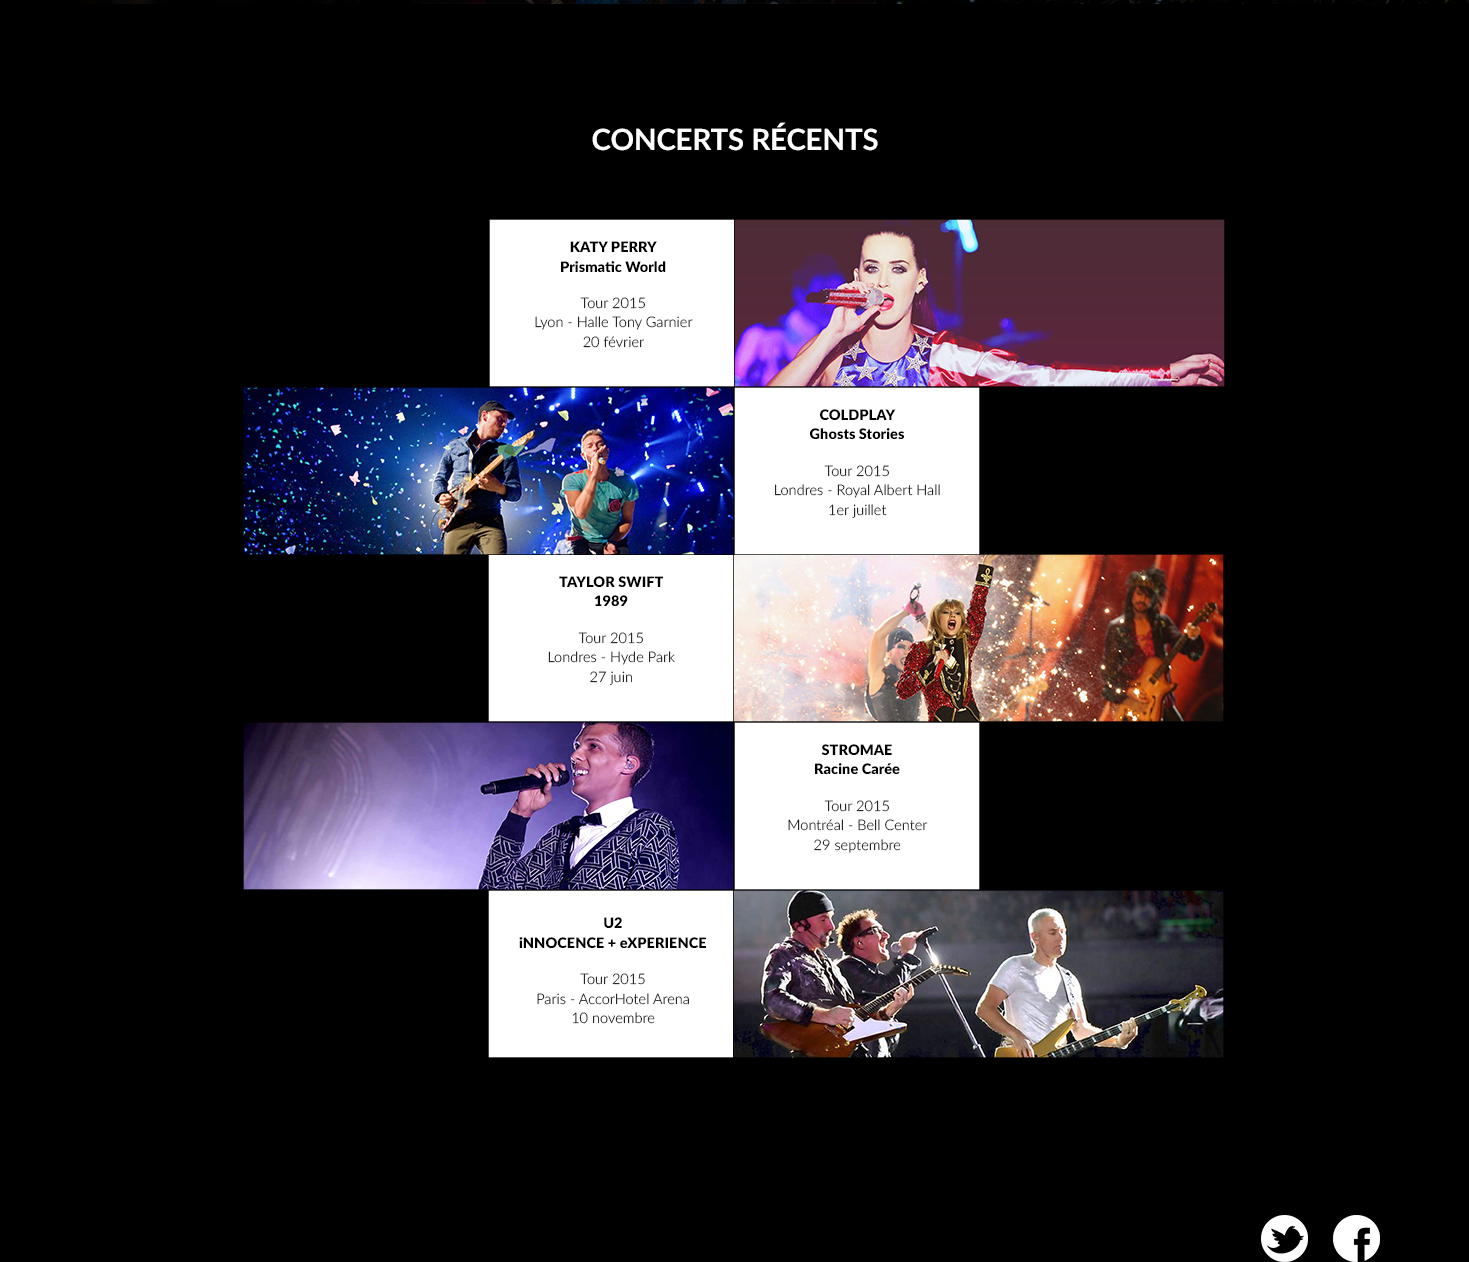 CONCERTS RÉCENTS
KATY PERRY
Prismatic World
Tour 2015
Lyon - Halle Tony Garnier
20 février
COLDPLAY
Ghosts Stories
Tour 2015
Londres - Royal Albert Hall
1er juillet
TAYLOR SWIFT
1989
Tour 2015
Londres - Hyde Park
27 juin
STROMAE
Racine Carée
Tour 2015
Montréal - Bell Center
29 septembre
U2
iNNOCENCE + eXPERIENCE
Tour 2015
Paris - AccorHotel Arena
10 novembre